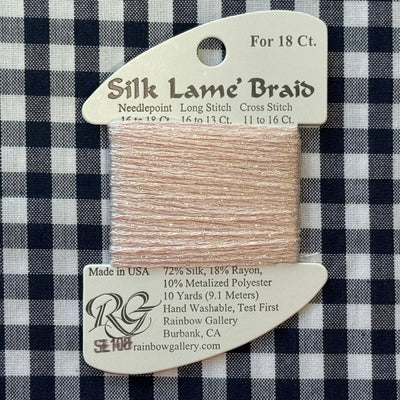 For 18 Ct.
Silk Lame' Braid
Needlepoint Long Stitch Cross Stitch
16 to 18 Ct. 16 to 13 Ct. 11 to 16 Ct.
Made in USA 72% Silk, 18% Rayon,
10% Metalized Polyester
10 Yards (9.1 Meters)
Hand Washable, Test First
Rainbow Gallery
Burbank, CA
RG
SL108
rainbowgallery.com